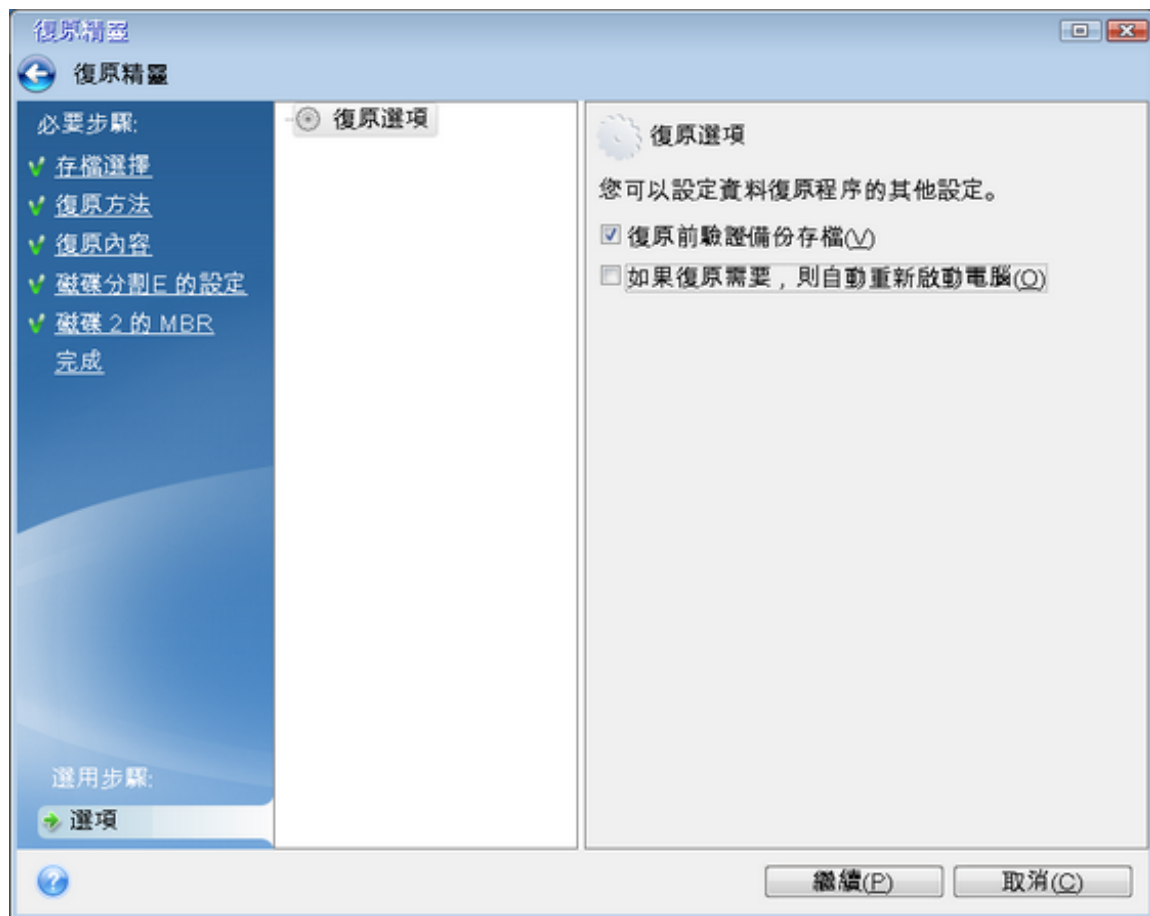 復原精靈
復原精靈
必要步驟:
存檔選擇
復原方法
復原內容
磁碟分割E 的設定
磁碟 2 的 MBR
完成
選用步驟:
選項
復原選項
復原選項
您可以設定資料復原程序的其他設定。
復原前驗證備份存檔(V)
如果復原需要，則自動重新啟動電腦(O)
繼續(P)
取消(C)